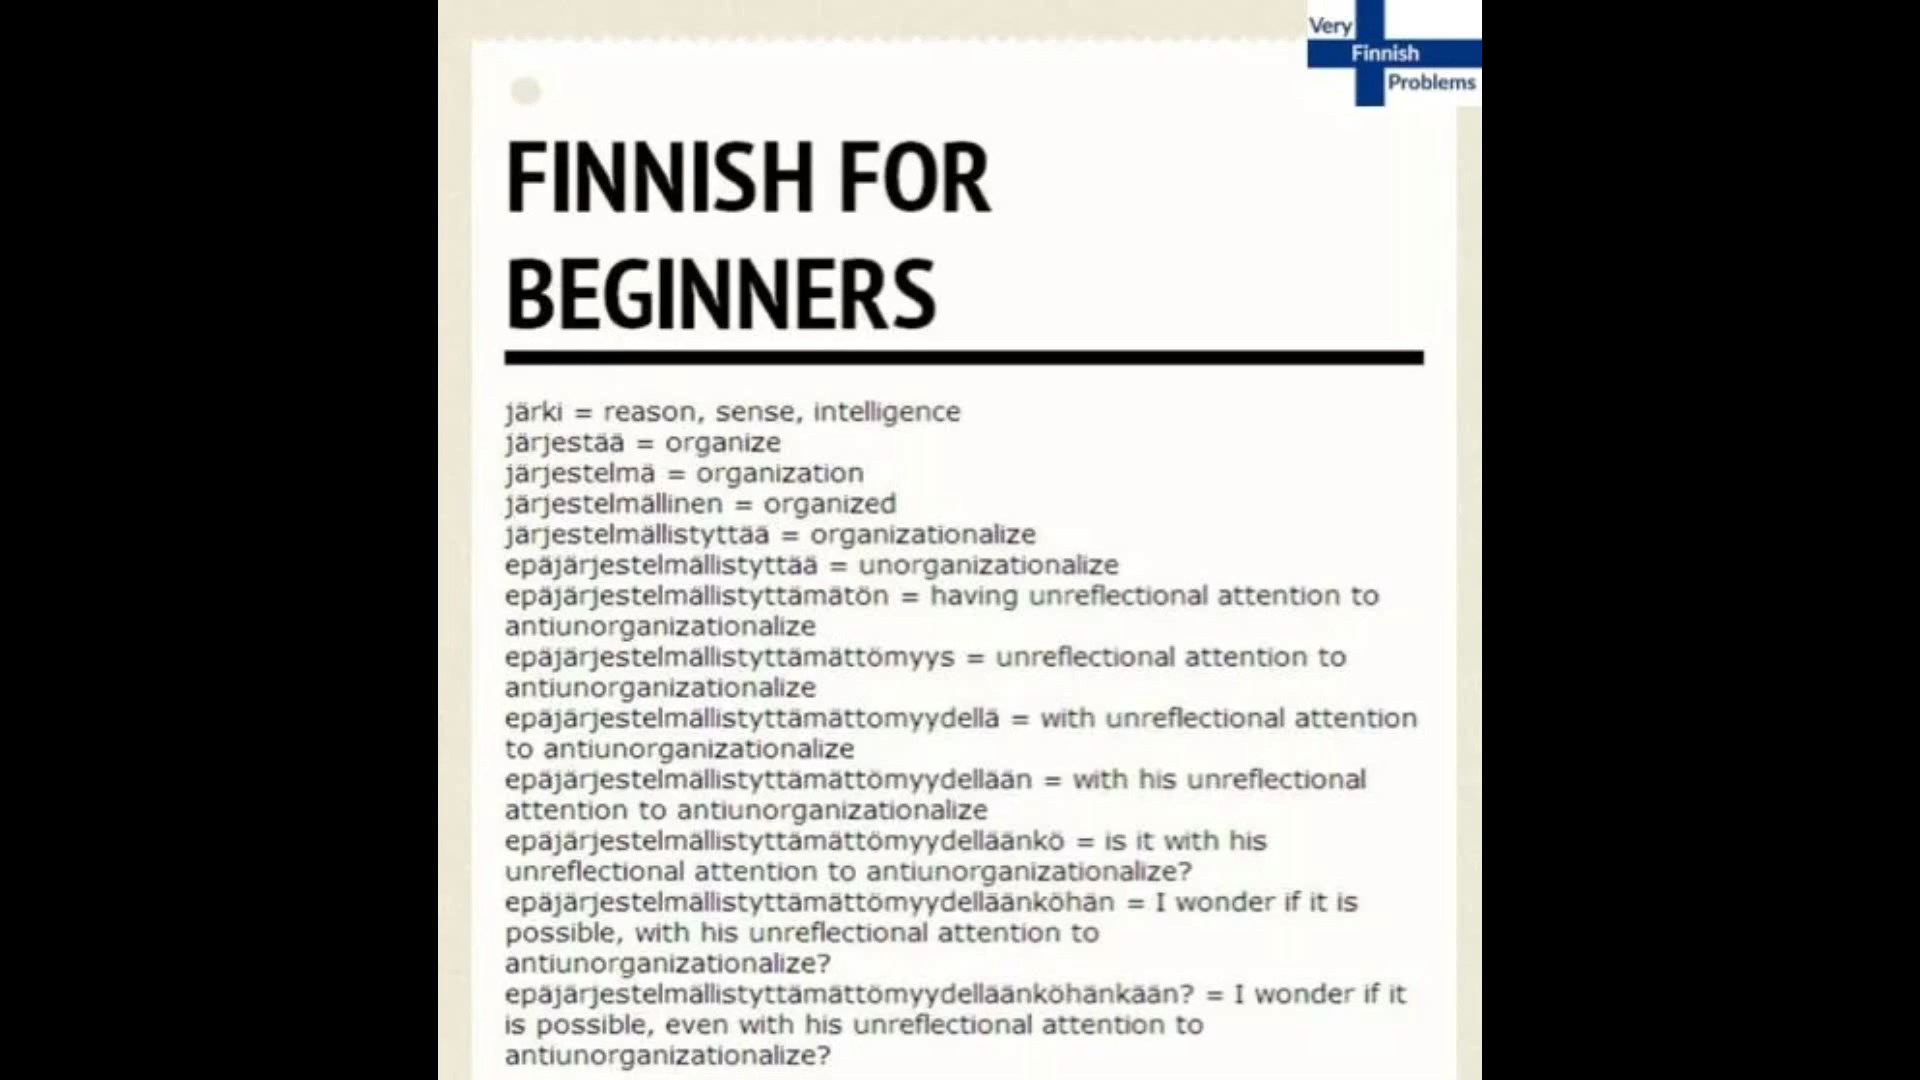 Very
Finnish
Problems
FINNISH FOR
BEGINNERS
järki = reason, sense, intelligence
järjestää = organize
järjestelmä = organization
järjestelmällinen = organized
järjestelmällistyttää = organizationalize
epäjärjestelmällistyttää = unorganizationalize
epäjärjestelmällistyttämätön = having unreflectional attention to
antiunorganizationalize
epäjärjestelmällistyttämättömyys = unreflectional attention to
antiunorganizationalize
epäjärjestelmällistyttämättomyydellä = with unreflectional attention
to antiunorganizationalize
epäjärjestelmällistyttämättömyydellään = with his unreflectional
attention to antiunorganizationalize
epäjärjestelmällistyttämättömyydelläänkö = is it with his
unreflectional attention to antiunorganizationalize?
epäjärjestelmällistyttämättömyydelläänköhän = I wonder if it is
possible, with his unreflectional attention to
antiunorganizationalize?
epäjärjestelmällistyttämättömyydelläänköhänkään? = I wonder if it
is possible, even with his unreflectional attention to
antiunorganizationalize?